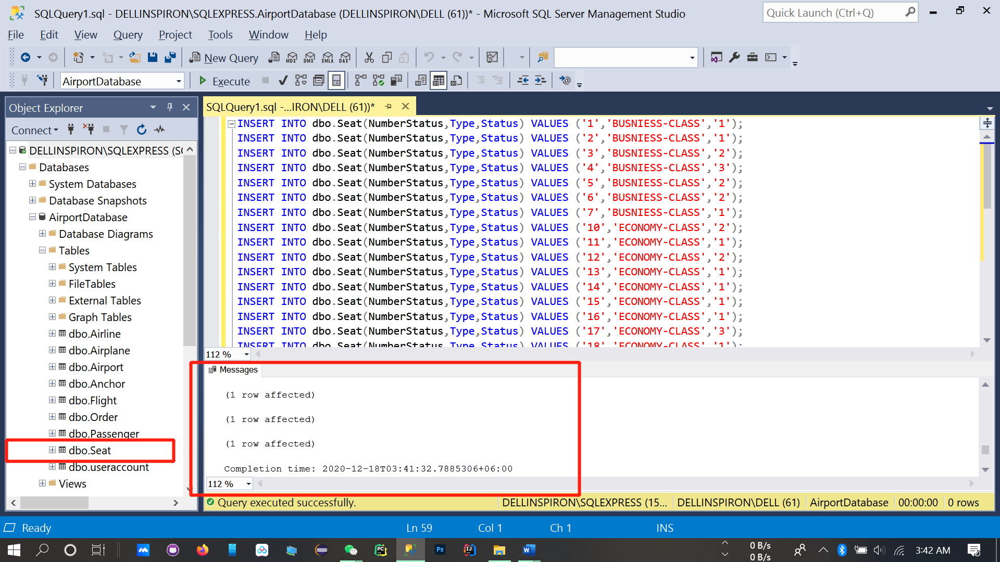 SQLQuery1.sql - DELLINSPIRON\SQLEXPRESS.AirportDatabase (DELLINSPIRON\DELL (61))* - Microsoft SQL Server Management Studio
Quick Launch (Ctrl+Q)
File Edit View Query Project Tools Window Help
New Query MDX DMX XMLA DAX
AirportDatabase Execute
Object Explorer
SQLQuery1.sql -...IRON\DELL (61))*
Connect
DELLINSPIRON\SQLEXPRESS (SQ
Databases
System Databases
Database Snapshots
AirportDatabase
Database Diagrams
Tables
System Tables
FileTables
External Tables
Graph Tables
dbo.Airline
dbo.Airplane
dbo.Airport
dbo.Anchor
dbo.Flight
dbo.Order
dbo.Passenger
dbo.Seat
dbo.useraccount
Views
INSERT INTO dbo.Seat(NumberStatus,Type,Status) VALUES ('1','BUSNIESS-CLASS','1');
INSERT INTO dbo.Seat(NumberStatus,Type,Status) VALUES ('2','BUSNIESS-CLASS','1');
INSERT INTO dbo.Seat(NumberStatus,Type,Status) VALUES ('3','BUSNIESS-CLASS','2');
INSERT INTO dbo.Seat(NumberStatus,Type,Status) VALUES ('4','BUSNIESS-CLASS','3');
INSERT INTO dbo.Seat(NumberStatus,Type,Status) VALUES ('5','BUSNIESS-CLASS','2');
INSERT INTO dbo.Seat(NumberStatus,Type,Status) VALUES ('6','BUSNIESS-CLASS','2');
INSERT INTO dbo.Seat(NumberStatus,Type,Status) VALUES ('7','BUSNIESS-CLASS','1');
INSERT INTO dbo.Seat(NumberStatus,Type,Status) VALUES ('10','ECONOMY-CLASS','2');
INSERT INTO dbo.Seat(NumberStatus,Type,Status) VALUES ('11','ECONOMY-CLASS','1');
INSERT INTO dbo.Seat(NumberStatus,Type,Status) VALUES ('12','ECONOMY-CLASS','2');
INSERT INTO dbo.Seat(NumberStatus,Type,Status) VALUES ('13','ECONOMY-CLASS','1');
INSERT INTO dbo.Seat(NumberStatus,Type,Status) VALUES ('14','ECONOMY-CLASS','1');
INSERT INTO dbo.Seat(NumberStatus,Type,Status) VALUES ('15','ECONOMY-CLASS','1');
INSERT INTO dbo.Seat(NumberStatus,Type,Status) VALUES ('16','ECONOMY-CLASS','1');
INSERT INTO dbo.Seat(NumberStatus,Type,Status) VALUES ('17','ECONOMY-CLASS','3');
INSERT INTO dbo.Seat(NumberStatus,Type,Status) VALUES ('18','ECONOMY-CLASS','1');
112 %
Messages
(1 row affected)
(1 row affected)
(1 row affected)
Completion time: 2020-12-18T03:41:32.7885306+06:00
112 %
Query executed successfully. DELLINSPIRON\SQLEXPRESS (15... DELLINSPIRON\DELL (61) AirportDatabase 00:00:00 0 rows
Ready Ln 59 Col 1 Ch 1 INS
PC Ps IJ W
0 B/s
0 B/s
3:42 AM